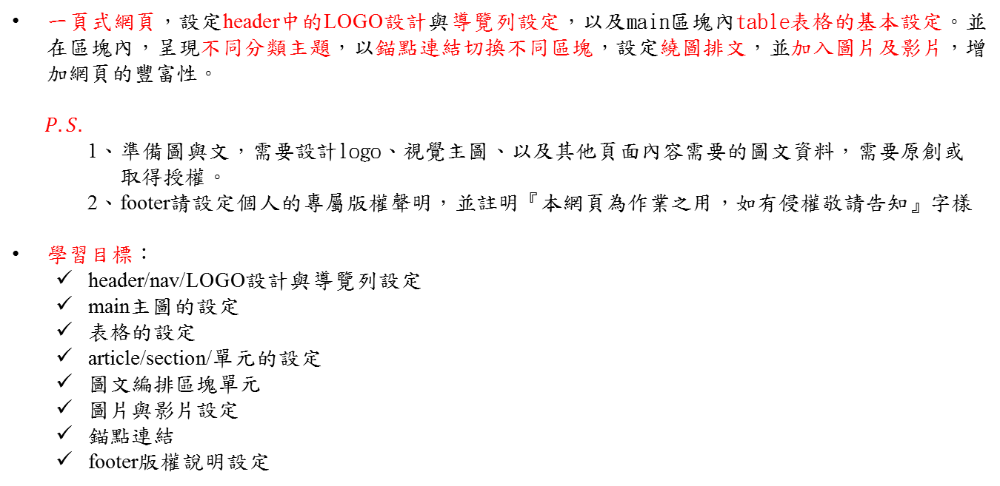 • 一頁式網頁，設定header中的LOGO設計與導覽列設定，以及main區塊內table表格的基本設定。並
在區塊內，呈現不同分類主題，以錨點連結切換不同區塊，設定繞圖排文，並加入圖片及影片，增
加網頁的豐富性。
P.S.
1、準備圖與文，需要設計logo、視覺主圖、以及其他頁面內容需要的圖文資料，需要原創或
取得授權。
2、footer請設定個人的專屬版權聲明，並註明『本網頁為作業之用，如有侵權敬請告知』字樣
• 學習目標：
✓ header/nav/LOGO設計與導覽列設定
✓ main主圖的設定
✓ 表格的設定
✓ article/section/單元的設定
✓ 圖文編排區塊單元
✓ 圖片與影片設定
✓ 錨點連結
✓ footer版權說明設定